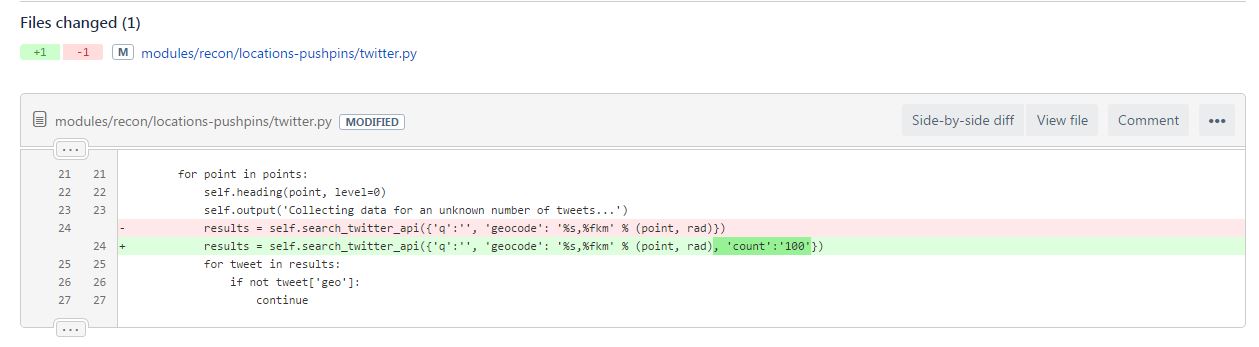 Files changed (1)
+1 -1 M modules/recon/locations-pushpins/twitter.py
modules/recon/locations-pushpins/twitter.py MODIFIED Side-by-side diff View file Comment •••
...
21 21 for point in points:
22 22 self.heading(point, level=0)
23 23 self.output('Collecting data for an unknown number of tweets...')
24 - results = self.search_twitter_api({'q':'', 'geocode': '%s,%fkm' % (point, rad)})
24 + results = self.search_twitter_api({'q':'', 'geocode': '%s,%fkm' % (point, rad), 'count':'100'})
25 25 for tweet in results:
26 26 if not tweet['geo']:
27 27 continue
...